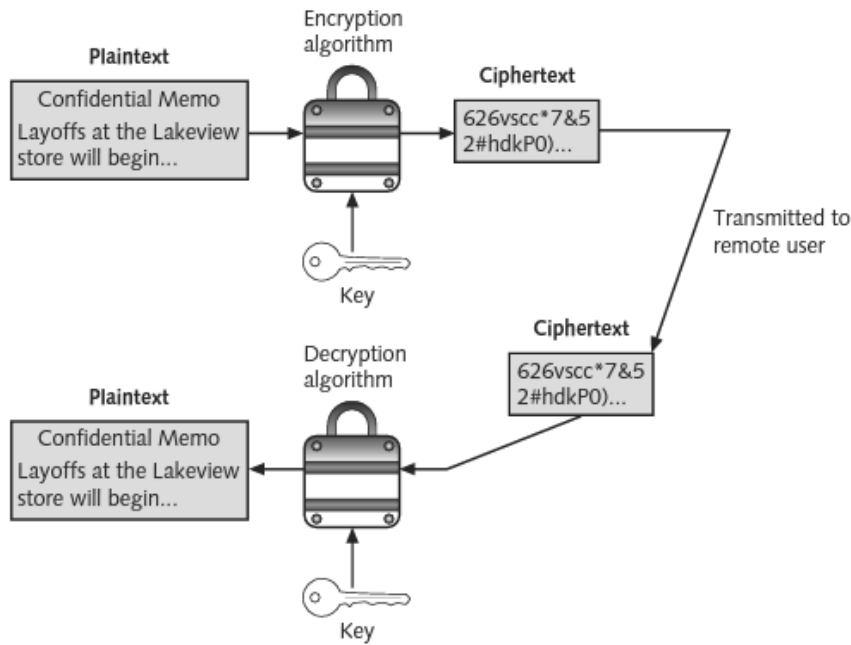 Encryption
algorithm
Plaintext
Confidential Memo
Layoffs at the Lakeview
store will begin...
Ciphertext
626vscc*7&5
2#hdkP0)...
Key
Transmitted to
remote user
Ciphertext
626vscc*7&5
2#hdkP0)...
Decryption
algorithm
Plaintext
Confidential Memo
Layoffs at the Lakeview
store will begin...
Key